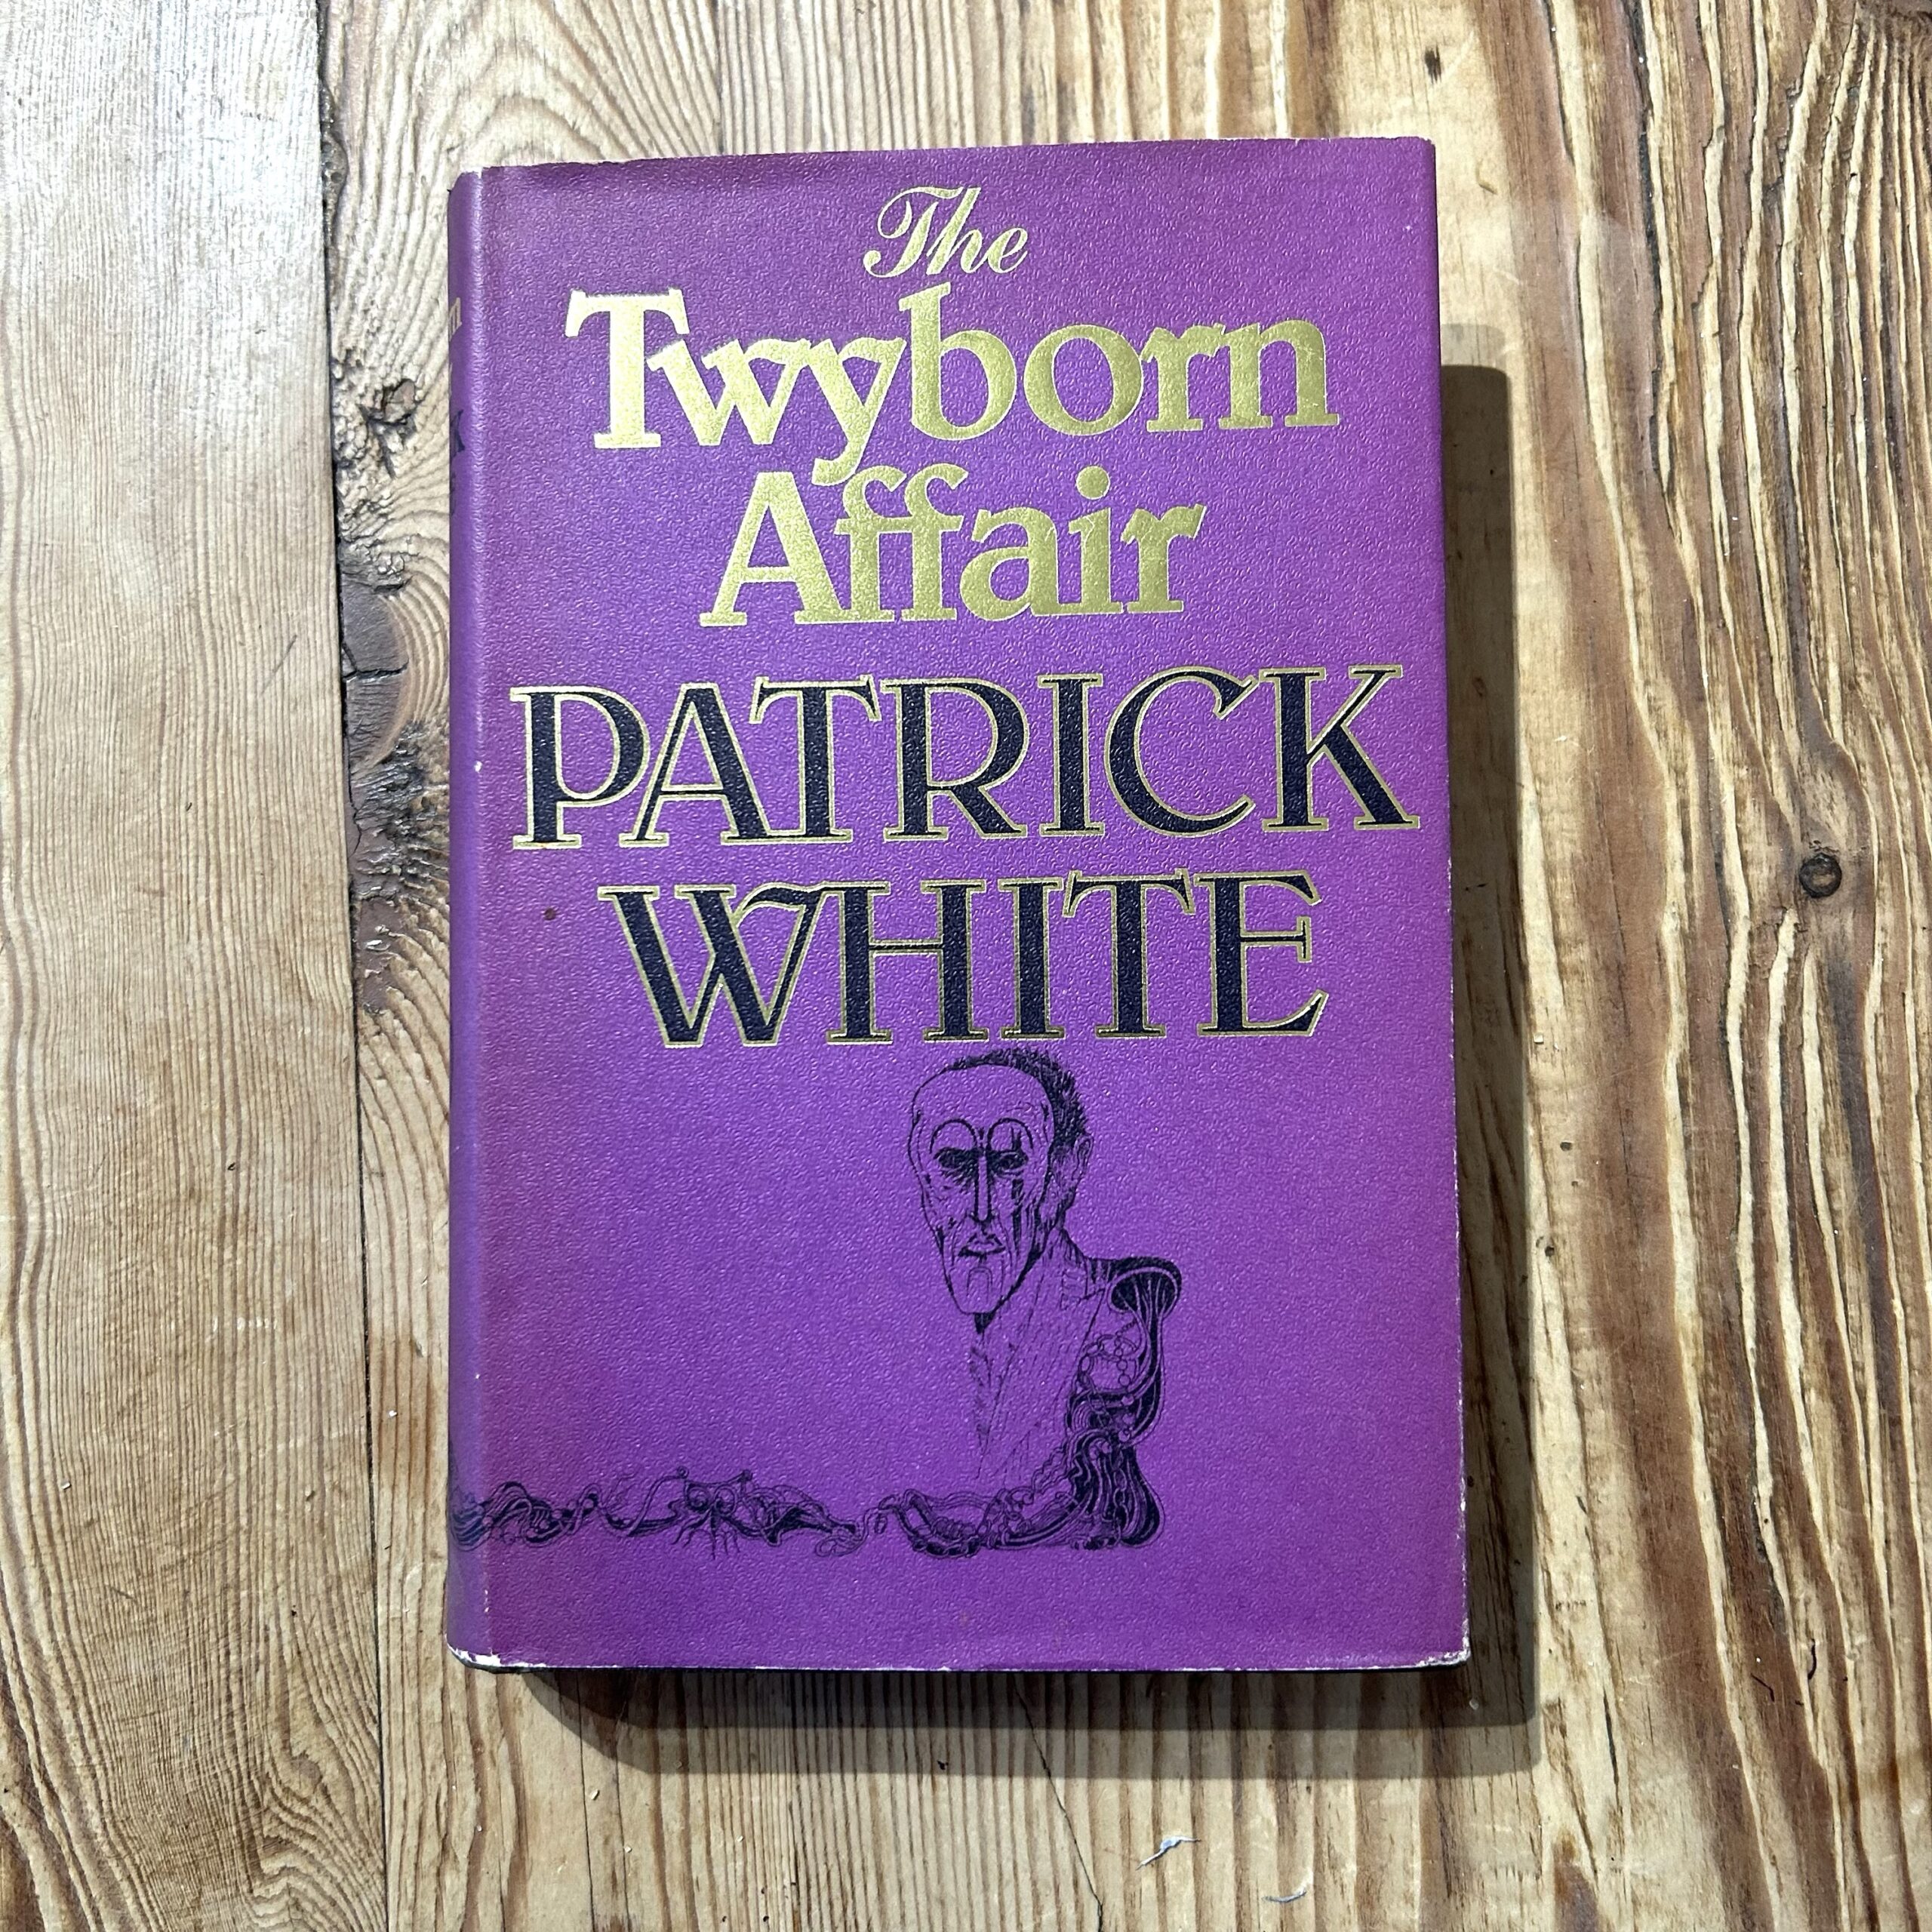 The
Twyborn
Affair
PATRICK
WHITE